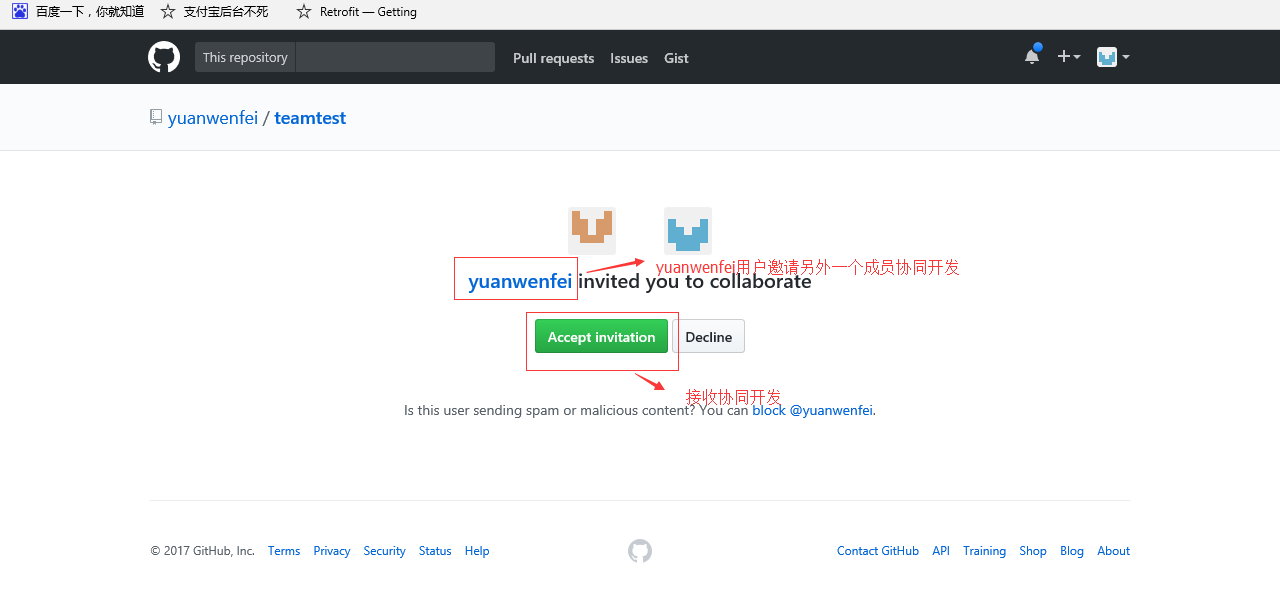 百度一下，你就知道 支付宝后台不死 Retrofit — Getting
This repository Pull requests Issues Gist
yuanwenfei / teamtest
yuanwenfei用户邀请另外一个成员协同开发
yuanwenfei invited you to collaborate
Accept invitation Decline
接收协同开发
Is this user sending spam or malicious content? You can block @yuanwenfei.
© 2017 GitHub, Inc. Terms Privacy Security Status Help Contact GitHub API Training Shop Blog About